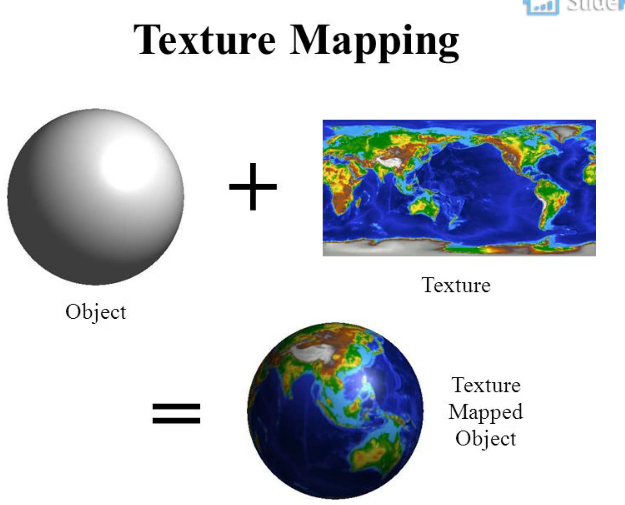 Texture Mapping
+
Object
Texture
=
Texture
Mapped
Object